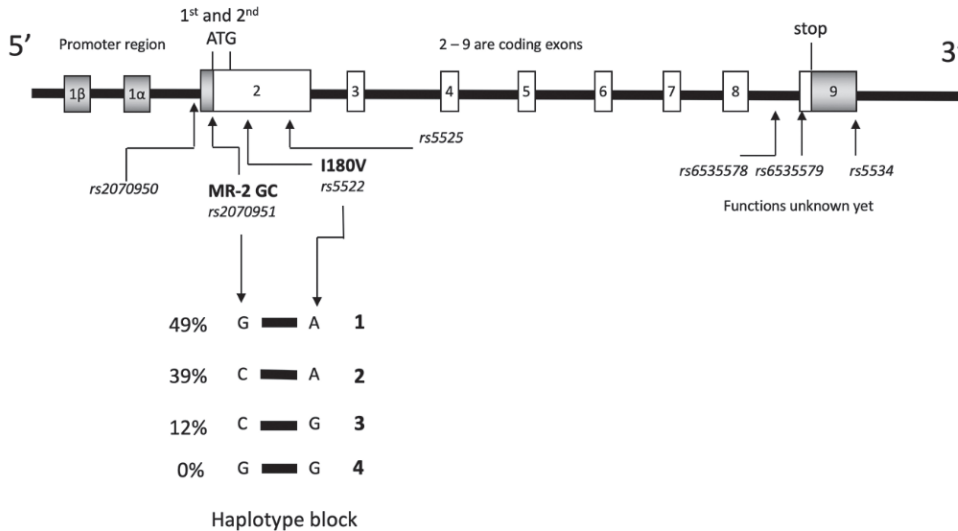 1st and 2nd
5’ Promoter region ATG 2 – 9 are coding exons stop 3’
1β 1α 2 3 4 5 6 7 8 9
rs5525
I180V
rs2070950 rs6535578 rs6535579 rs5534
MR-2 GC rs5522
rs2070951 Functions unknown yet
49% G A 1
39% C A 2
12% C G 3
0% G G 4
Haplotype block